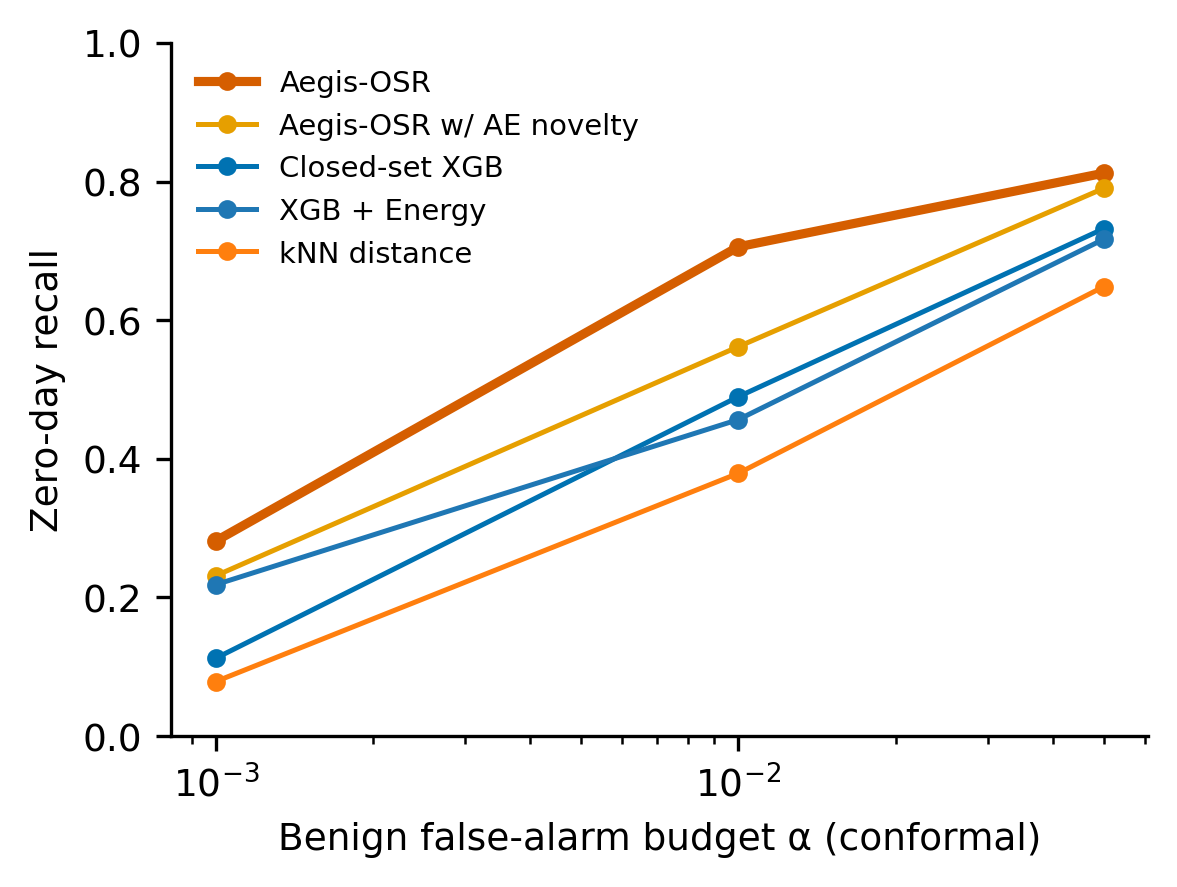 1.0
0.8
0.6
0.4
0.2
0.0
Zero-day recall
Aegis-OSR
Aegis-OSR w/ AE novelty
Closed-set XGB
XGB + Energy
kNN distance
10⁻³ 10⁻²
Benign false-alarm budget α (conformal)